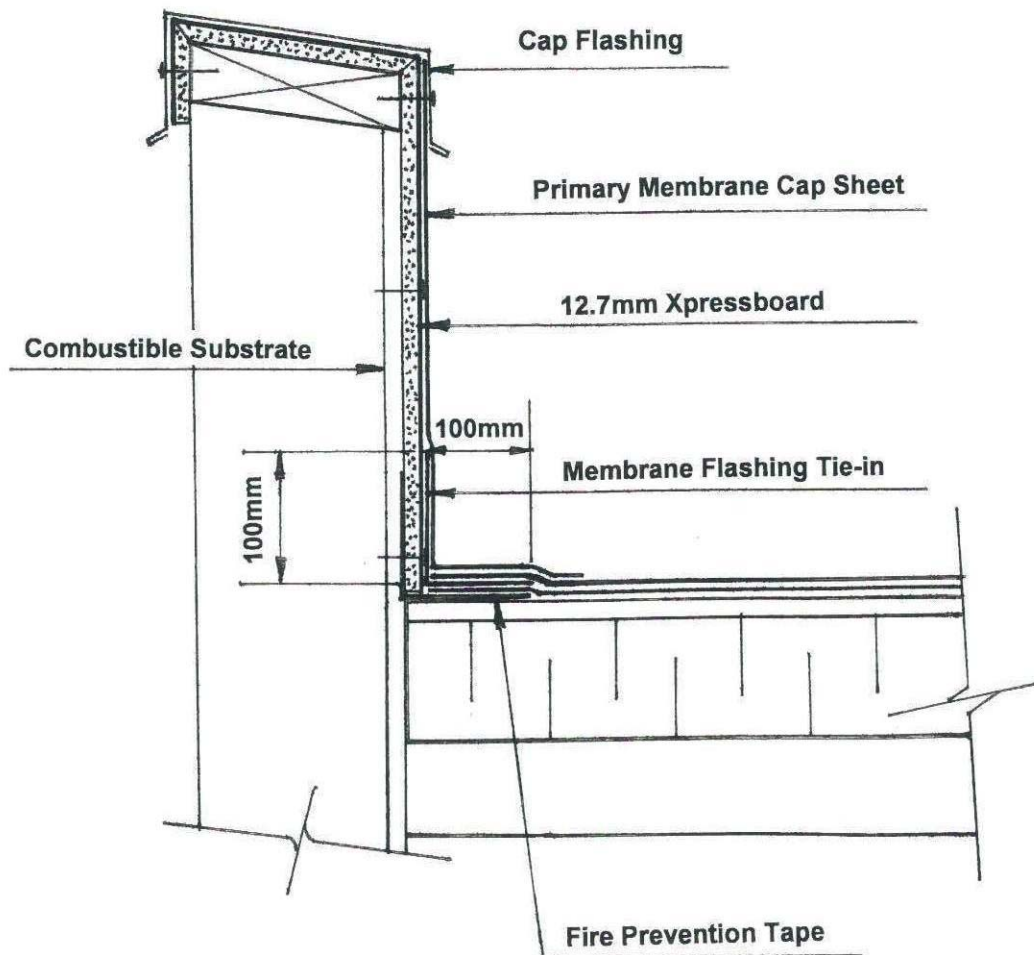 Cap Flashing
Primary Membrane Cap Sheet
12.7mm Xpressboard
Combustible Substrate
100mm
Membrane Flashing Tie-in
100mm
Fire Prevention Tape